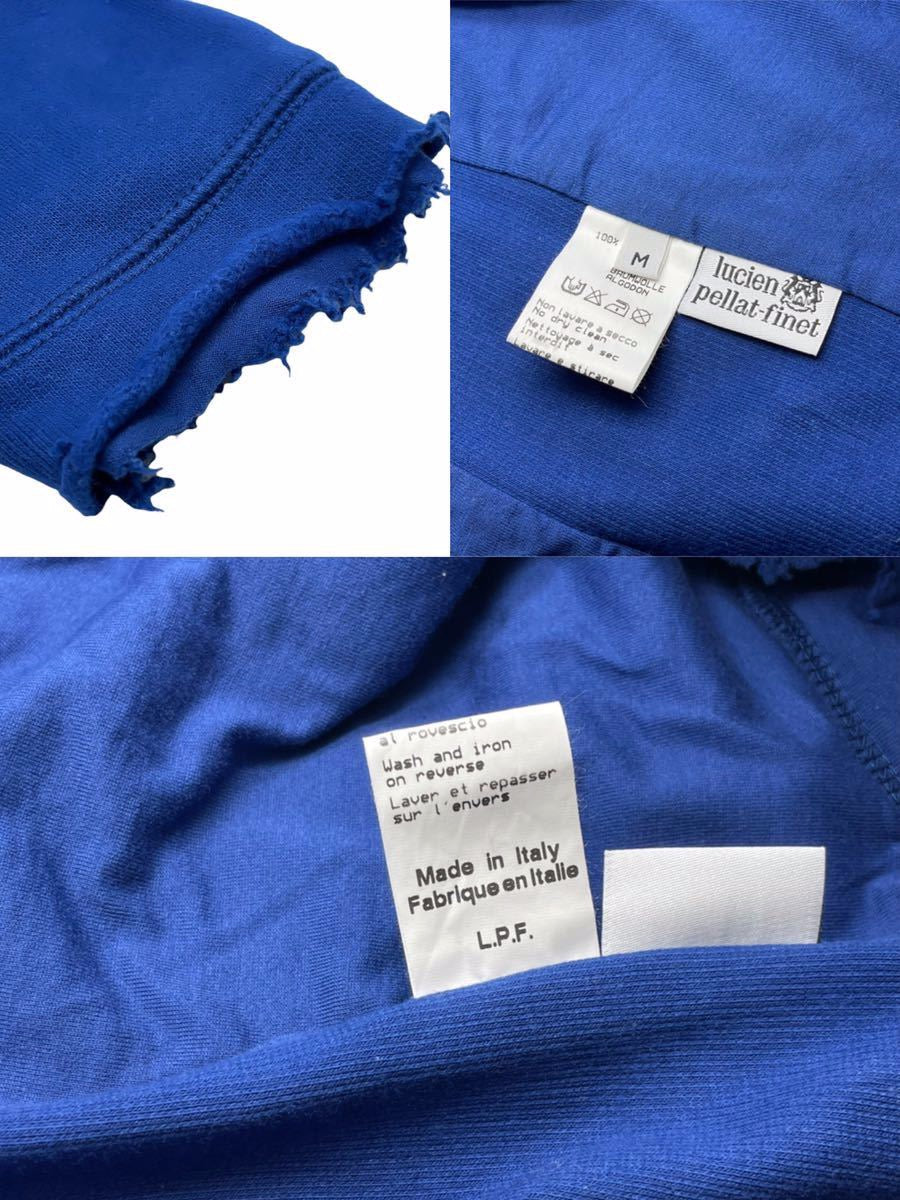 100%
M
BAUMWOLLE
ALGODON
Non lavare a secco
No dry clean
Nettoyage à sec
interdit
Lavare e stirare
lucien
pellat-finet
al rovescio
Wash and iron
on reverse
Laver et repasser
sur l'envers
Made in Italy
Fabrique en Italie
L.P.F.